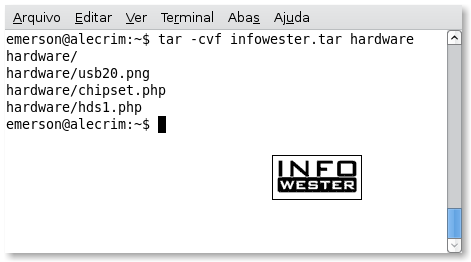 Arquivo Editar Ver Terminal Abas Ajuda
emerson@alecrim:~$ tar -cvf infowester.tar hardware
hardware/
hardware/usb20.png
hardware/chipset.php
hardware/hds1.php
emerson@alecrim:~$
INFO
WESTER